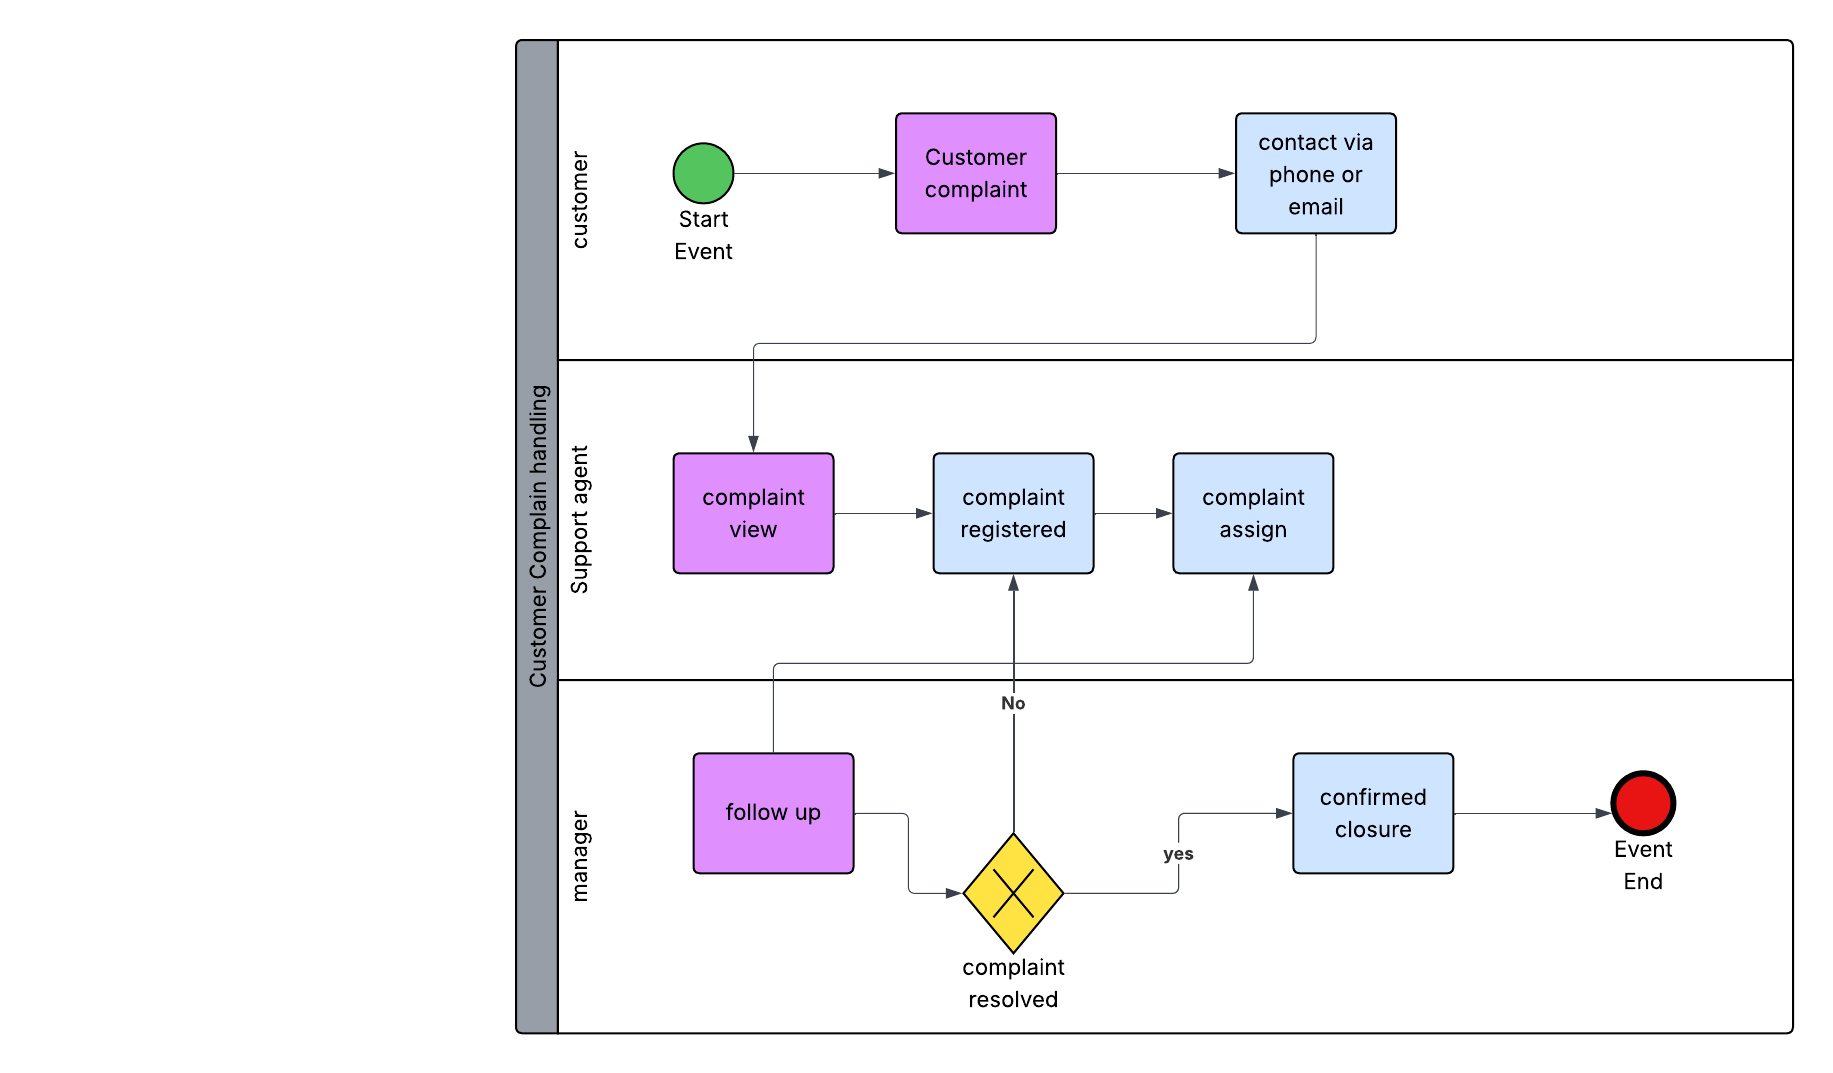 Customer Complain handling
customer
Start
Event
Customer
complaint
contact via
phone or
email
Support agent
complaint
view
complaint
registered
complaint
assign
manager
follow up
No
complaint
resolved
yes
confirmed
closure
Event
End